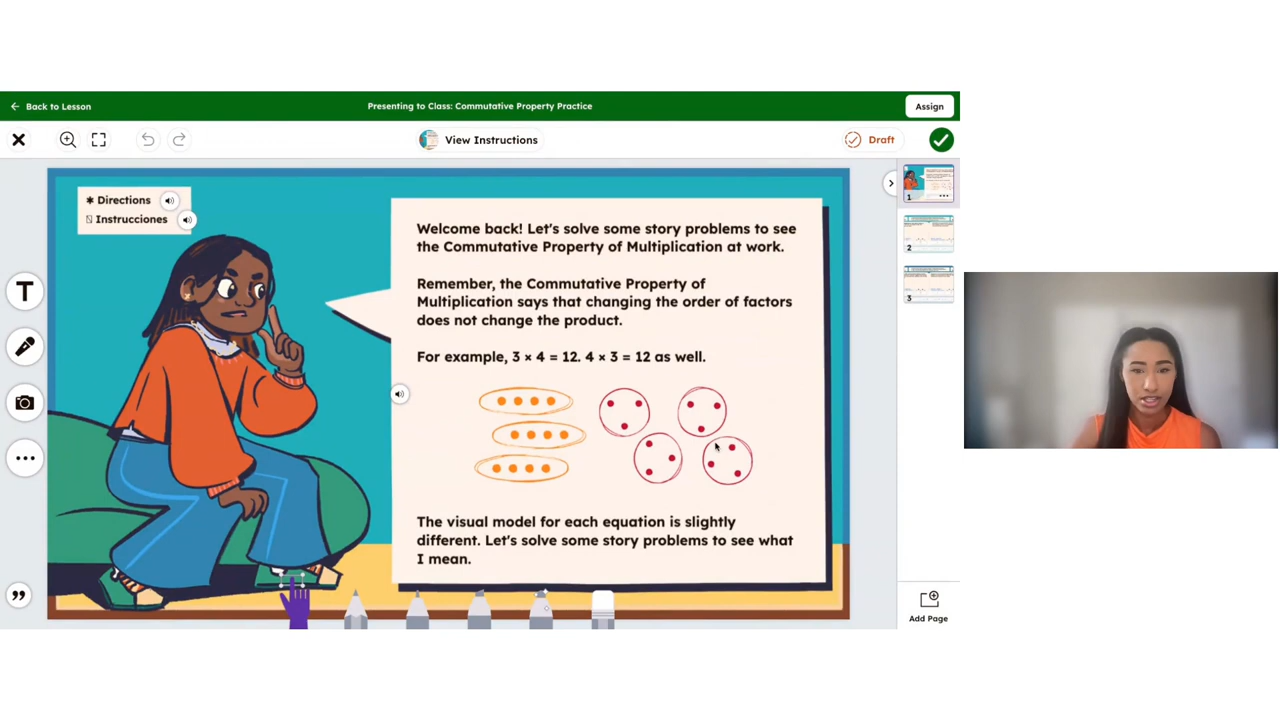 Back to Lesson
Presenting to Class: Commutative Property Practice
Assign
View Instructions
Draft
Directions
Instrucciones
Welcome back! Let's solve some story problems to see
the Commutative Property of Multiplication at work.
Remember, the Commutative Property of
Multiplication says that changing the order of factors
does not change the product.
For example, 3 × 4 = 12. 4 × 3 = 12 as well.
The visual model for each equation is slightly
different. Let's solve some story problems to see what
I mean.
T
1
2
3
Add Page